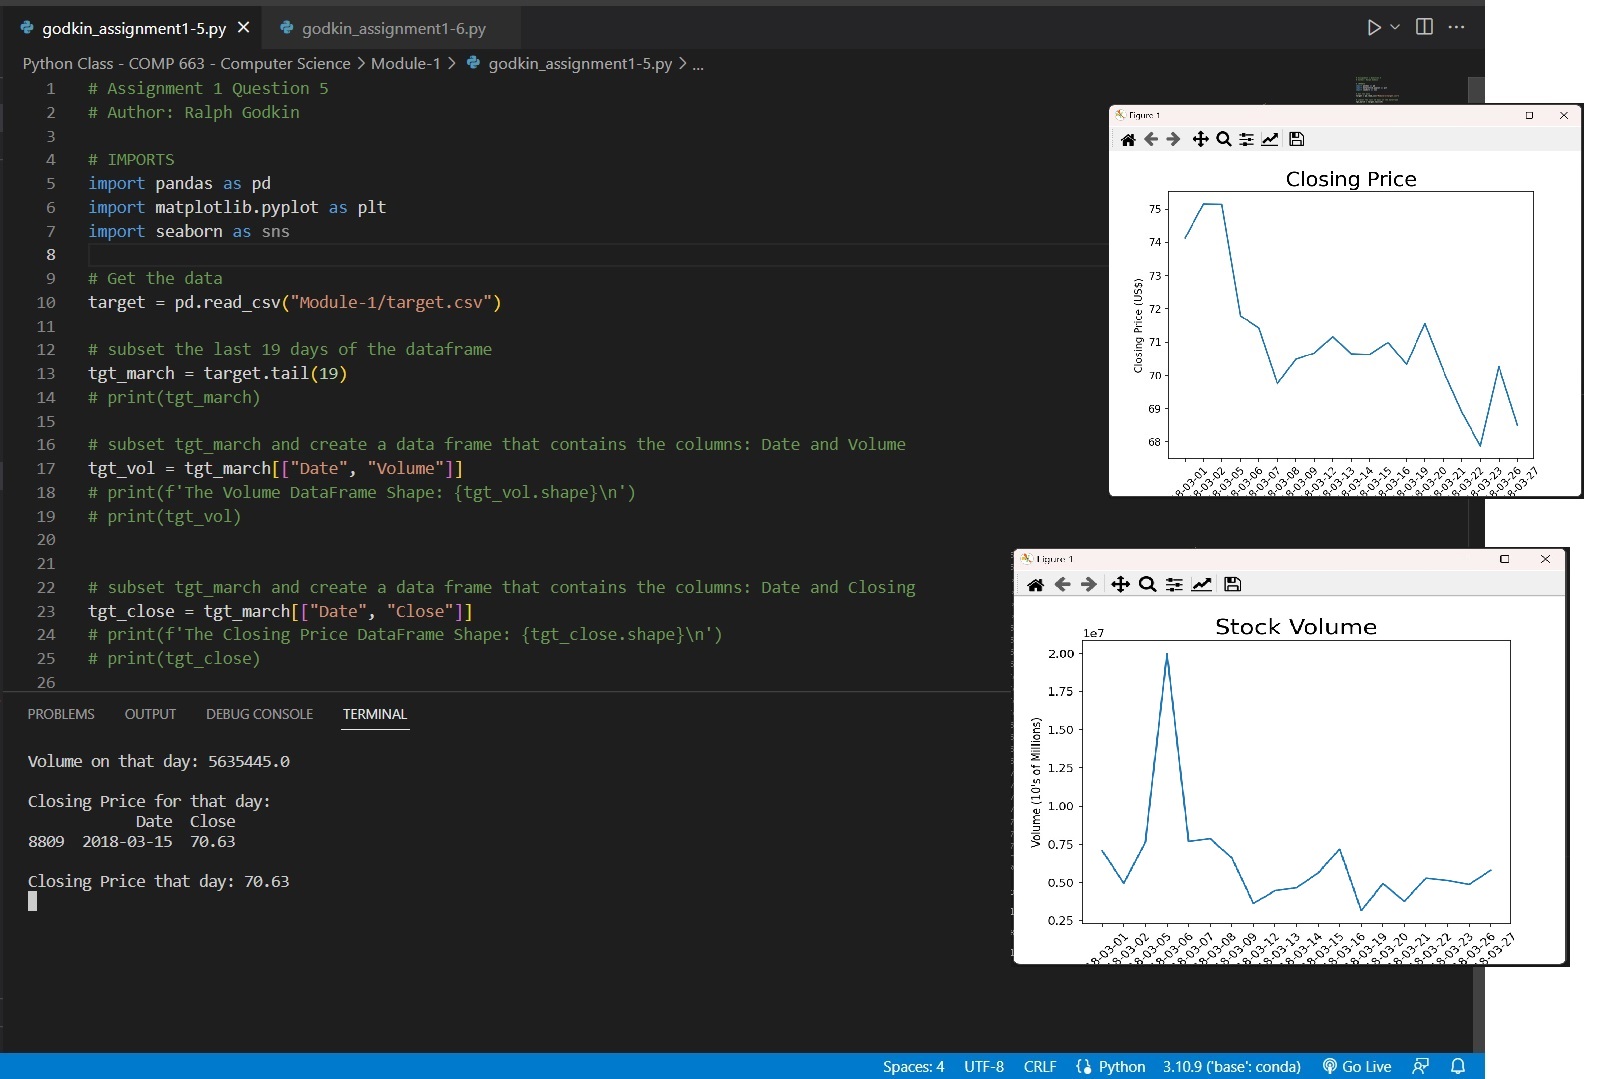 godkin_assignment1-5.py
godkin_assignment1-6.py
Python Class - COMP 663 - Computer Science > Module-1 > godkin_assignment1-5.py > ...
1 # Assignment 1 Question 5
2 # Author: Ralph Godkin
3
4 # IMPORTS
5 import pandas as pd
6 import matplotlib.pyplot as plt
7 import seaborn as sns
8
9 # Get the data
10 target = pd.read_csv("Module-1/target.csv")
11
12 # subset the last 19 days of the dataframe
13 tgt_march = target.tail(19)
14 # print(tgt_march)
15
16 # subset tgt_march and create a data frame that contains the columns: Date and Volume
17 tgt_vol = tgt_march[["Date", "Volume"]]
18 # print(f'The Volume DataFrame Shape: {tgt_vol.shape}\n')
19 # print(tgt_vol)
20
21
22 # subset tgt_march and create a data frame that contains the columns: Date and Closing
23 tgt_close = tgt_march[["Date", "Close"]]
24 # print(f'The Closing Price DataFrame Shape: {tgt_close.shape}\n')
25 # print(tgt_close)
26
PROBLEMS OUTPUT DEBUG CONSOLE TERMINAL
Volume on that day: 5635445.0
Closing Price for that day:
Date Close
8809 2018-03-15 70.63
Closing Price that day: 70.63
Figure 1
Closing Price
Closing Price (US$)
75
74
73
72
71
70
69
68
8-03-01
8-03-02
8-03-05
8-03-06
8-03-07
8-03-08
8-03-09
8-03-12
8-03-13
8-03-14
8-03-15
8-03-16
8-03-19
8-03-20
8-03-21
8-03-22
8-03-23
8-03-26
8-03-27
Figure 1
Stock Volume
1e7
Volume (10's of Millions)
2.00
1.75
1.50
1.25
1.00
0.75
0.50
0.25
8-03-01
8-03-02
8-03-05
8-03-06
8-03-07
8-03-08
8-03-09
8-03-12
8-03-13
8-03-14
8-03-15
8-03-16
8-03-19
8-03-20
8-03-21
8-03-22
8-03-23
8-03-26
8-03-27
Spaces: 4 UTF-8 CRLF Python 3.10.9 ('base': conda) Go Live